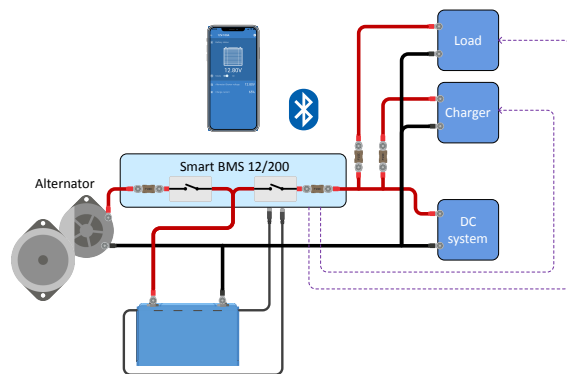 12.80V
Load
Charger
Smart BMS 12/200
Alternator
DC
system